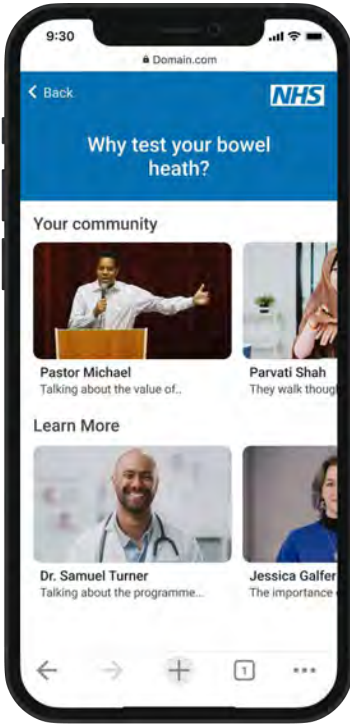 9:30
Domain.com
Back
NHS
Why test your bowel
heath?
Your community
Pastor Michael
Talking about the value of..
Parvati Shah
They walk thoug
Learn More
Dr. Samuel Turner
Talking about the programme...
Jessica Galfer
The importance
1